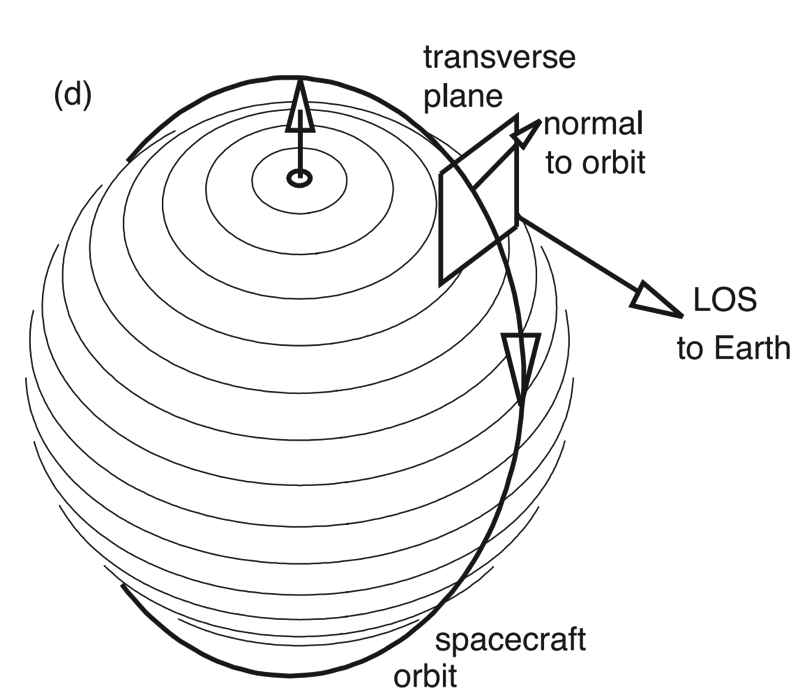 (d)
transverse
plane
normal
to orbit
LOS
to Earth
spacecraft
orbit